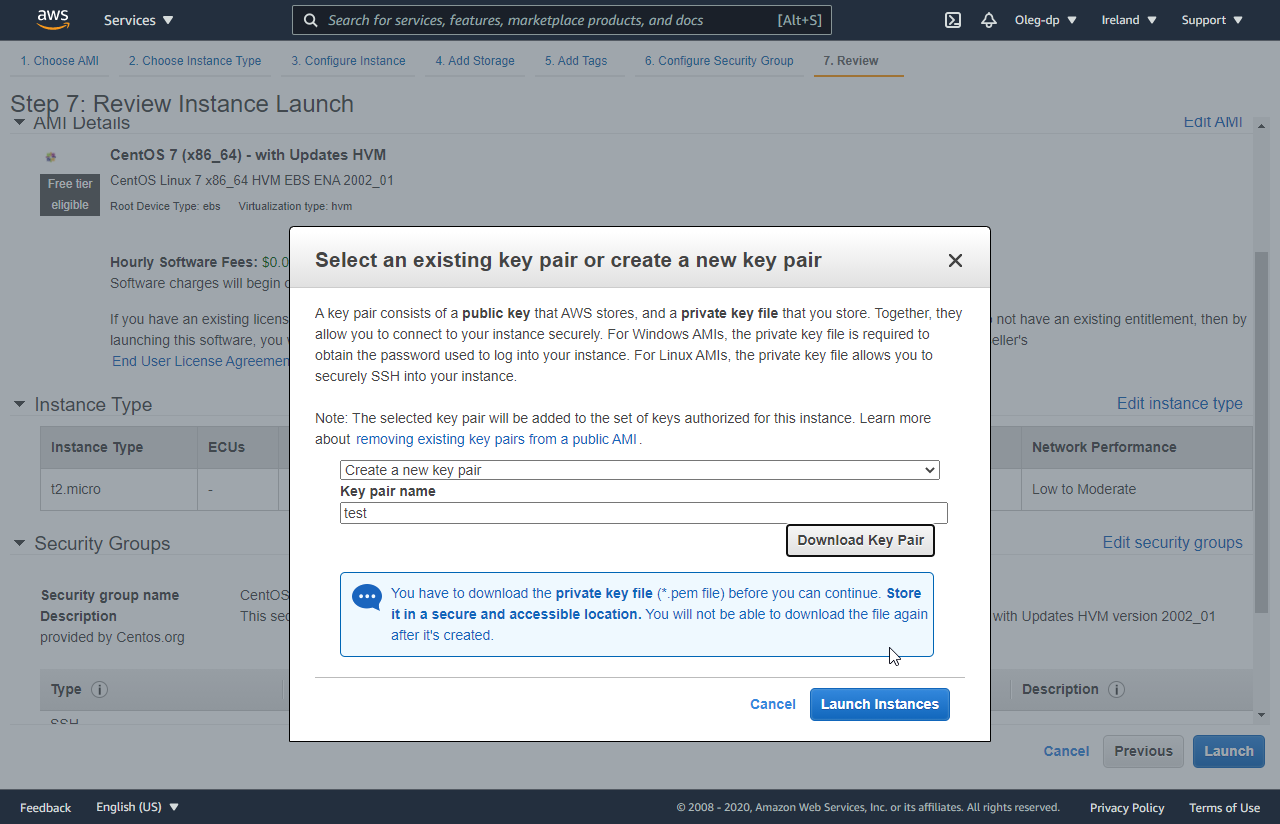 aws
Services
Search for services, features, marketplace products, and docs
[Alt+S]
Oleg-dp
Ireland
Support
1. Choose AMI
2. Choose Instance Type
3. Configure Instance
4. Add Storage
5. Add Tags
6. Configure Security Group
7. Review
Step 7: Review Instance Launch
AMI Details
Edit AMI
CentOS 7 (x86_64) - with Updates HVM
Free tier
eligible
CentOS Linux 7 x86_64 HVM EBS ENA 2002_01
Root Device Type: ebs Virtualization type: hvm
Hourly Software Fees: $0.0
Software charges will begin
If you have an existing licens
not have an existing entitlement, then by
launching this software, you
eller's
End User License Agreemen
Select an existing key pair or create a new key pair
A key pair consists of a public key that AWS stores, and a private key file that you store. Together, they
allow you to connect to your instance securely. For Windows AMIs, the private key file is required to
obtain the password used to log into your instance. For Linux AMIs, the private key file allows you to
securely SSH into your instance.
Note: The selected key pair will be added to the set of keys authorized for this instance. Learn more
about removing existing key pairs from a public AMI .
Create a new key pair
Key pair name
test
Download Key Pair
You have to download the private key file (*.pem file) before you can continue. Store
it in a secure and accessible location. You will not be able to download the file again
after it's created.
Cancel
Launch Instances
Instance Type
Edit instance type
Instance Type
ECUs
Network Performance
t2.micro
-
Low to Moderate
Security Groups
Edit security groups
Security group name
CentOS
Description
This sec
with Updates HVM version 2002_01
provided by Centos.org
Type
Description
SSH
Cancel
Previous
Launch
Feedback
English (US)
© 2008 - 2020, Amazon Web Services, Inc. or its affiliates. All rights reserved.
Privacy Policy
Terms of Use